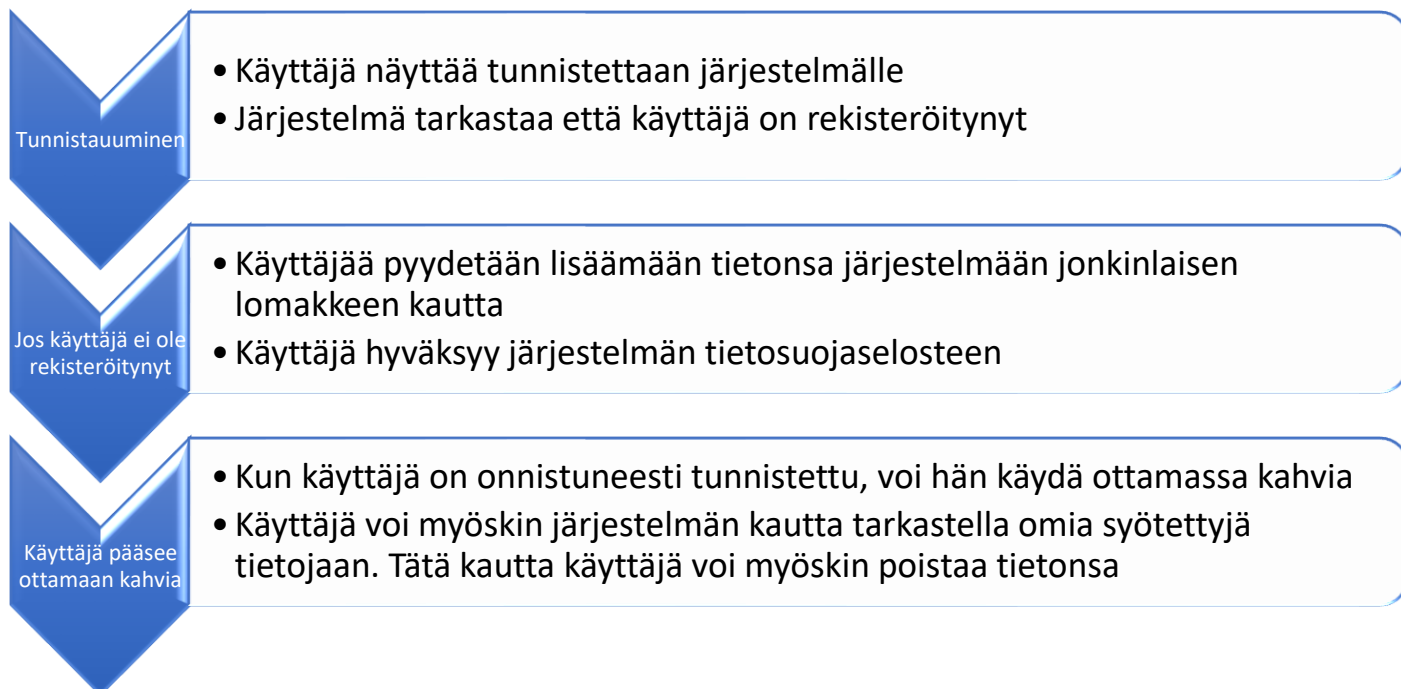 Tunnistauuminen
• Käyttäjä näyttää tunnistettaan järjestelmälle
• Järjestelmä tarkastaa että käyttäjä on rekisteröitynyt
Jos käyttäjä ei ole
rekisteröitynyt
• Käyttäjää pyydetään lisäämään tietonsa järjestelmään jonkinlaisen
lomakkeen kautta
• Käyttäjä hyväksyy järjestelmän tietosuojaselosteen
Käyttäjä pääsee
ottamaan kahvia
• Kun käyttäjä on onnistuneesti tunnistettu, voi hän käydä ottamassa kahvia
• Käyttäjä voi myöskin järjestelmän kautta tarkastella omia syötettyjä
tietojaan. Tätä kautta käyttäjä voi myöskin poistaa tietonsa